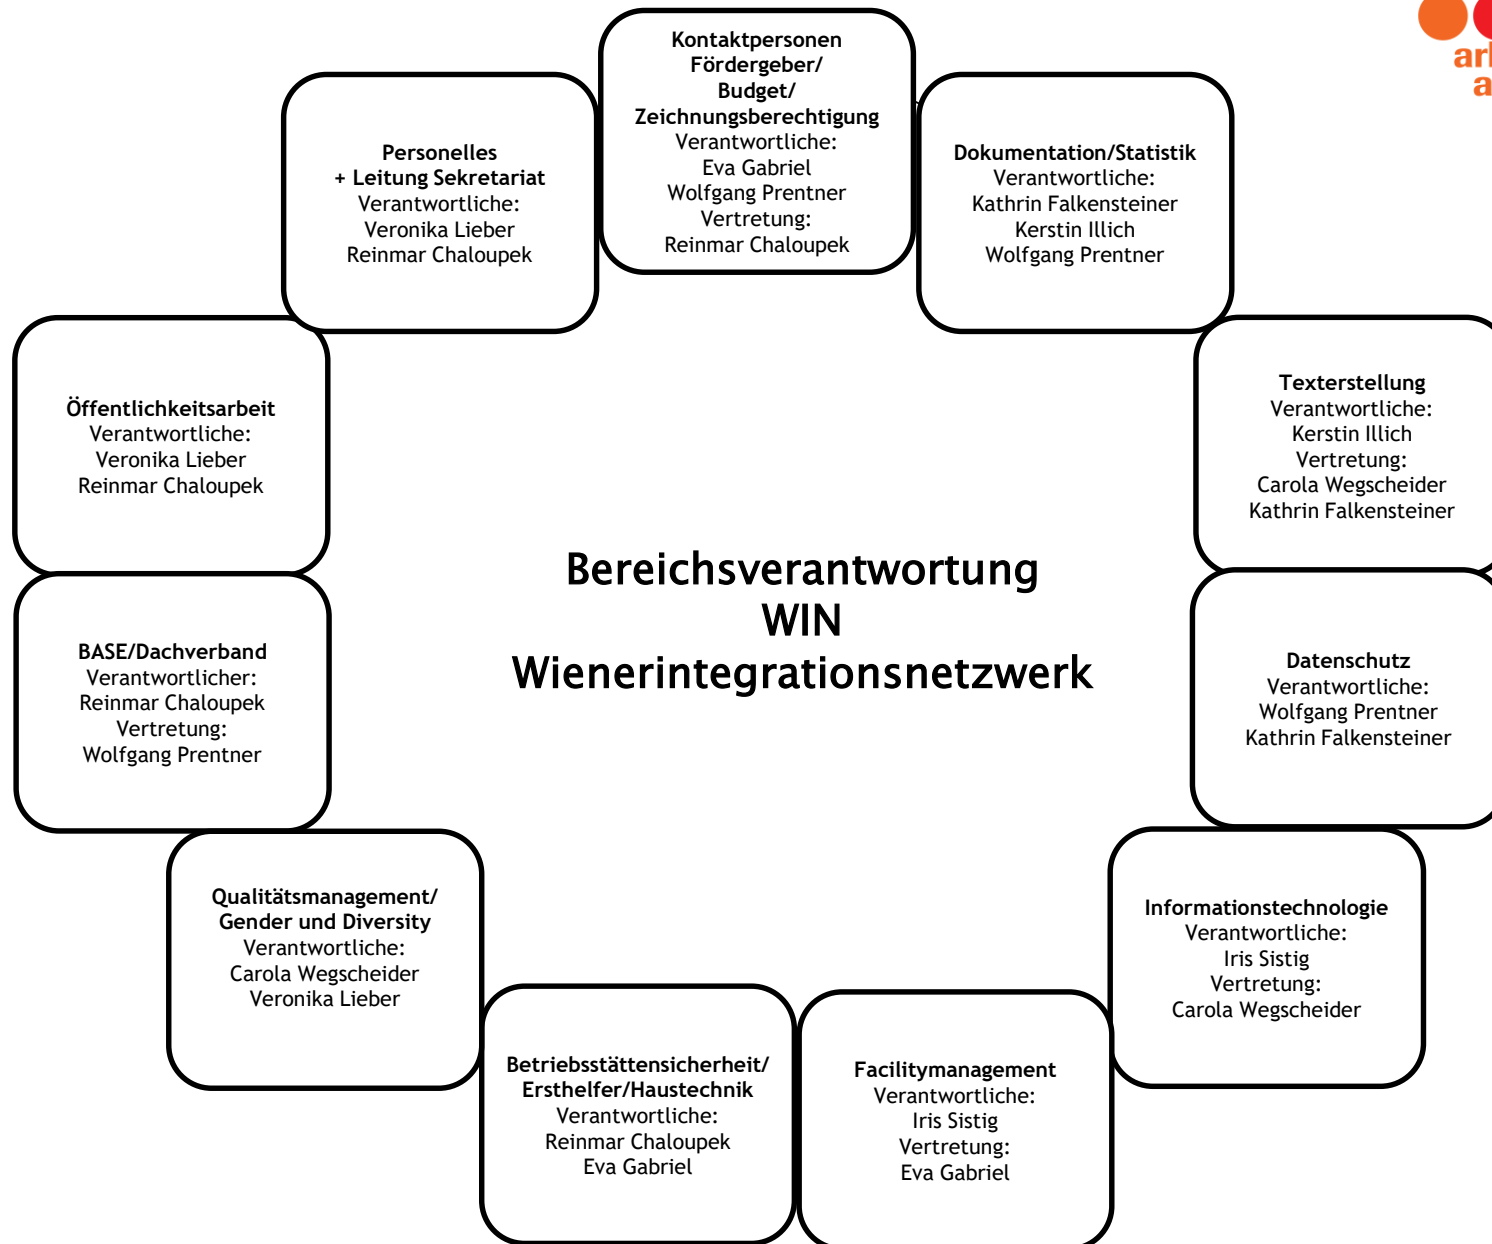 Kontaktpersonen
Fördergeber/
Budget/
Zeichnungsberechtigung
Verantwortliche:
Eva Gabriel
Wolfgang Prentner
Vertretung:
Reinmar Chaloupek
Personelles
+ Leitung Sekretariat
Verantwortliche:
Veronika Lieber
Reinmar Chaloupek
Dokumentation/Statistik
Verantwortliche:
Kathrin Falkensteiner
Kerstin Illich
Wolfgang Prentner
Öffentlichkeitsarbeit
Verantwortliche:
Veronika Lieber
Reinmar Chaloupek
Texterstellung
Verantwortliche:
Kerstin Illich
Vertretung:
Carola Wegscheider
Kathrin Falkensteiner
Bereichsverantwortung
WIN
Wienerintegrationsnetzwerk
BASE/Dachverband
Verantwortlicher:
Reinmar Chaloupek
Vertretung:
Wolfgang Prentner
Datenschutz
Verantwortliche:
Wolfgang Prentner
Kathrin Falkensteiner
Qualitätsmanagement/
Gender und Diversity
Verantwortliche:
Carola Wegscheider
Veronika Lieber
Informationstechnologie
Verantwortliche:
Iris Sistig
Vertretung:
Carola Wegscheider
Betriebsstättensicherheit/
Ersthelfer/Haustechnik
Verantwortliche:
Reinmar Chaloupek
Eva Gabriel
Facilitymanagement
Verantwortliche:
Iris Sistig
Vertretung:
Eva Gabriel